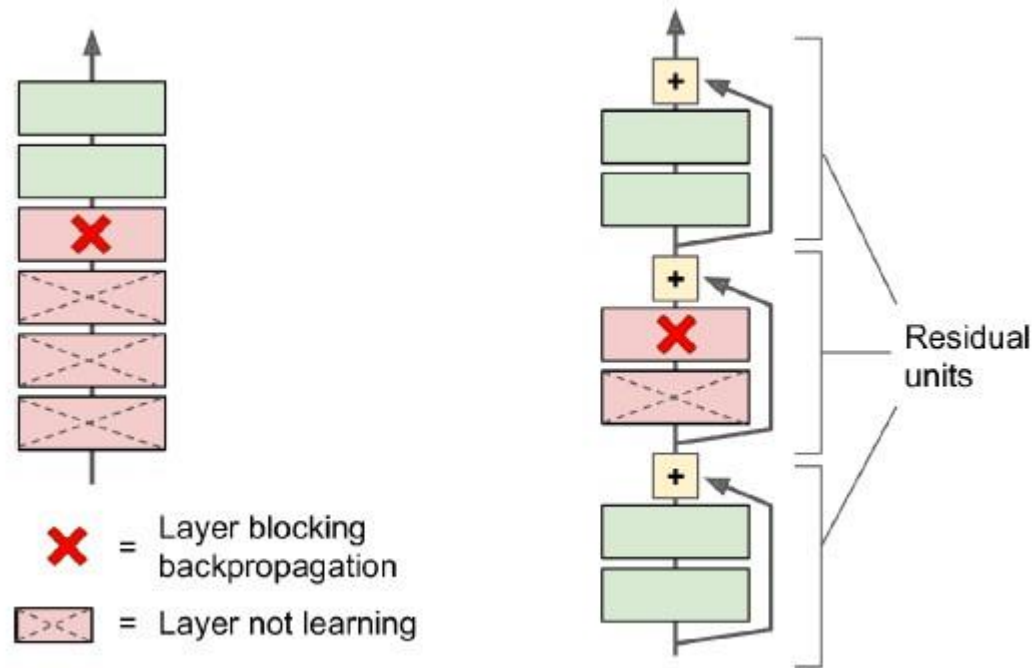 +
+
+
Residual
units
= Layer blocking
backpropagation
= Layer not learning